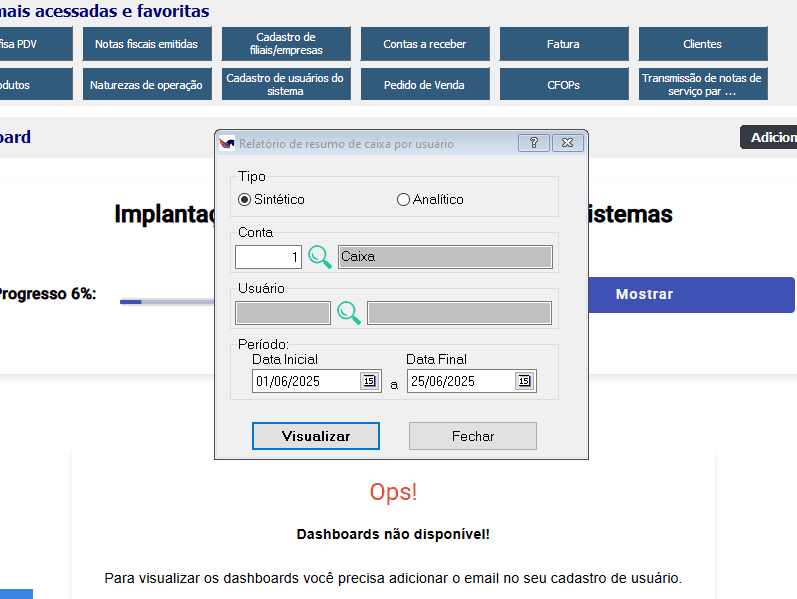 mais acessadas e favoritas
fisa PDV
Notas fiscais emitidas
Cadastro de
filiais/empresas
Contas a receber
Fatura
Clientes
odutos
Naturezas de operação
Cadastro de usuários do
sistema
Pedido de Venda
CFOPs
Transmissão de notas de
serviço par ...
oard
Adicion
Relatório de resumo de caixa por usuário
?
Tipo
Sintético
Analítico
Implantaç
istemas
Conta
1
Caixa
Usuário
Progresso 6%:
Mostrar
Período:
Data Inicial
Data Final
01/06/2025
15
a
25/06/2025
15
Visualizar
Fechar
Ops!
Dashboards não disponível!
Para visualizar os dashboards você precisa adicionar o email no seu cadastro de usuário.